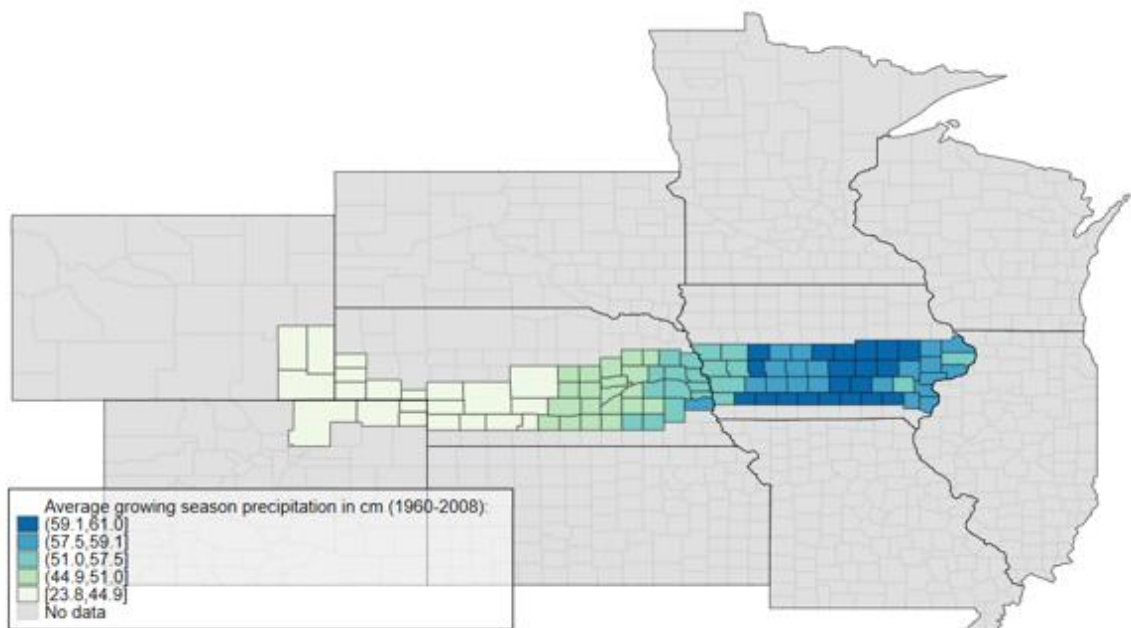 Average growing season precipitation in cm (1960-2008):
(59.1,61.0]
(57.5,59.1]
(51.0,57.5]
(44.9,51.0]
[23.8,44.9]
No data